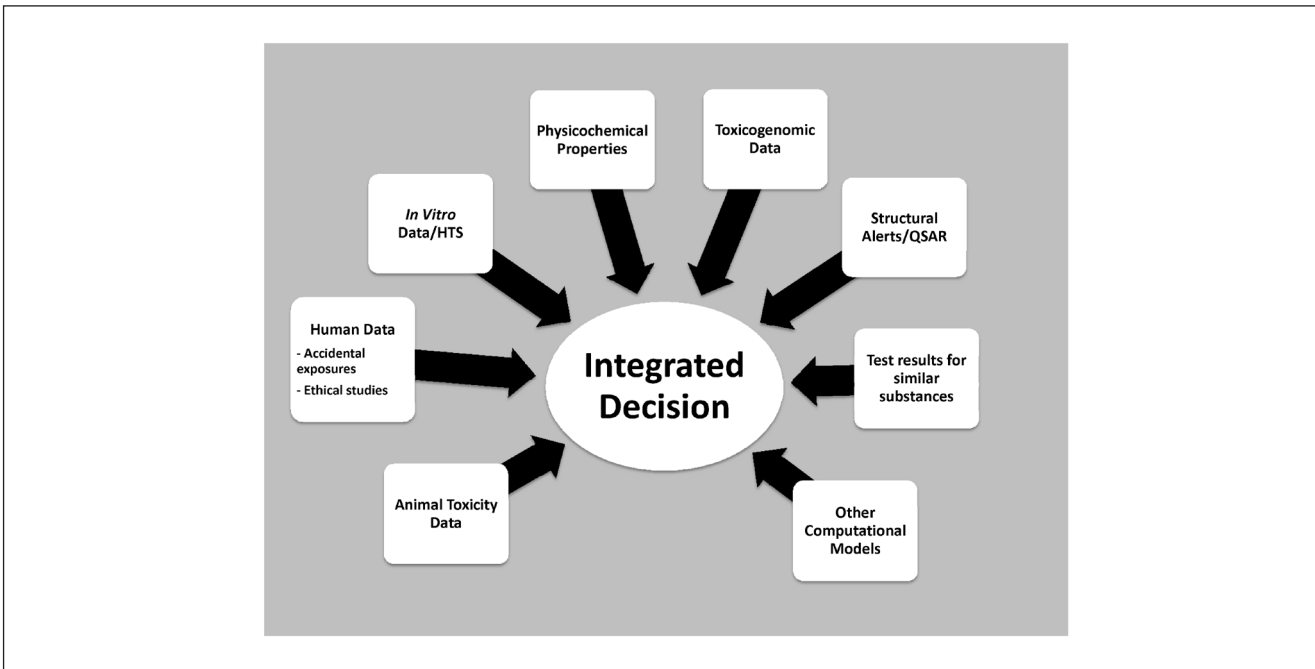 Physicochemical
Properties
Toxicogenomic
Data
In Vitro
Data/HTS
Structural
Alerts/QSAR
Human Data
- Accidental
exposures
- Ethical studies
Integrated
Decision
Test results for
similar
substances
Animal Toxicity
Data
Other
Computational
Models